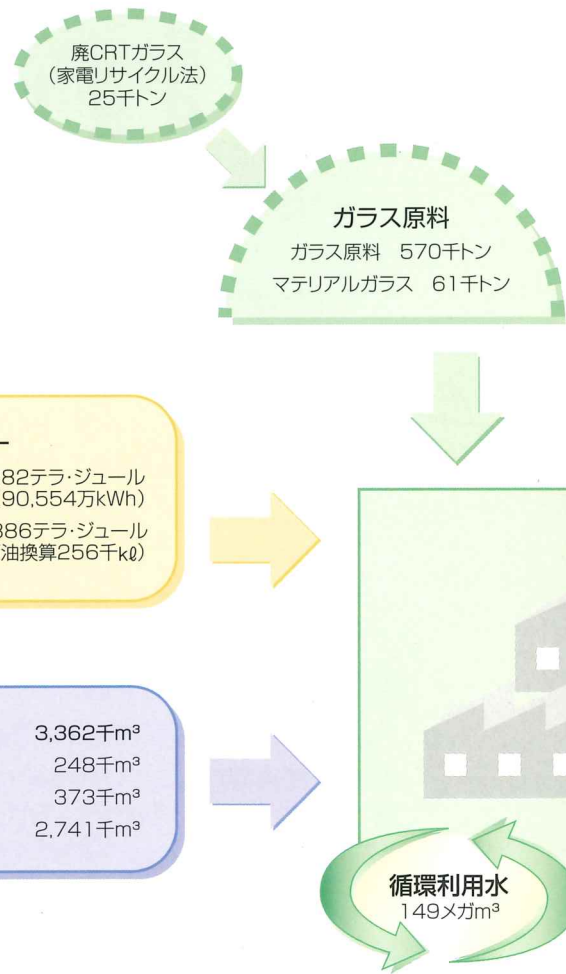 廃CRTガラス
（家電リサイクル法）
25千トン
ガラス原料
ガラス原料　570千トン
マテリアルガラス　61千トン
82テラ・ジュール
90,554万kWh）
386テラ・ジュール
油換算256千kℓ）
3,362千m³
248千m³
373千m³
2,741千m³
循環利用水
149メガm³